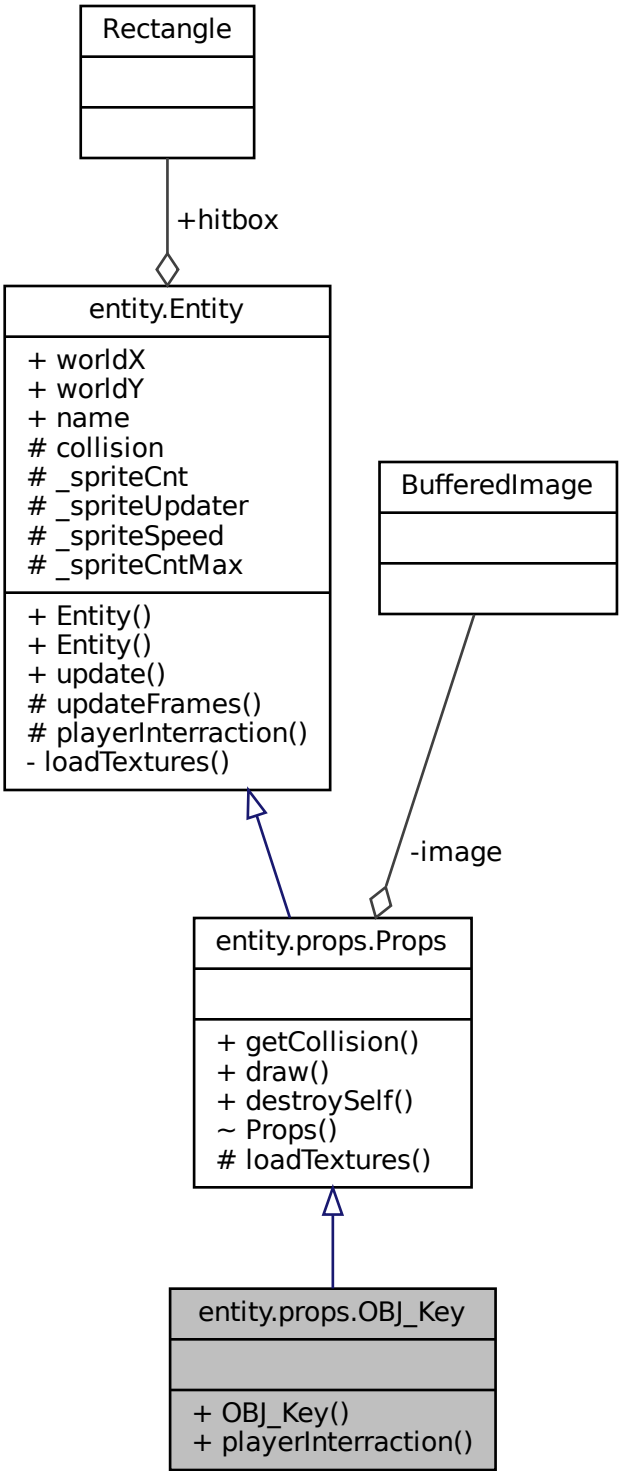 Rectangle
+hitbox
entity.Entity
+ worldX
+ worldY
+ name
# collision
# _spriteCnt
# _spriteUpdater
# _spriteSpeed
# _spriteCntMax
+ Entity()
+ Entity()
+ update()
# updateFrames()
# playerInterraction()
- loadTextures()
BufferedImage
-image
entity.props.Props
+ getCollision()
+ draw()
+ destroySelf()
~ Props()
# loadTextures()
entity.props.OBJ_Key
+ OBJ_Key()
+ playerInterraction()